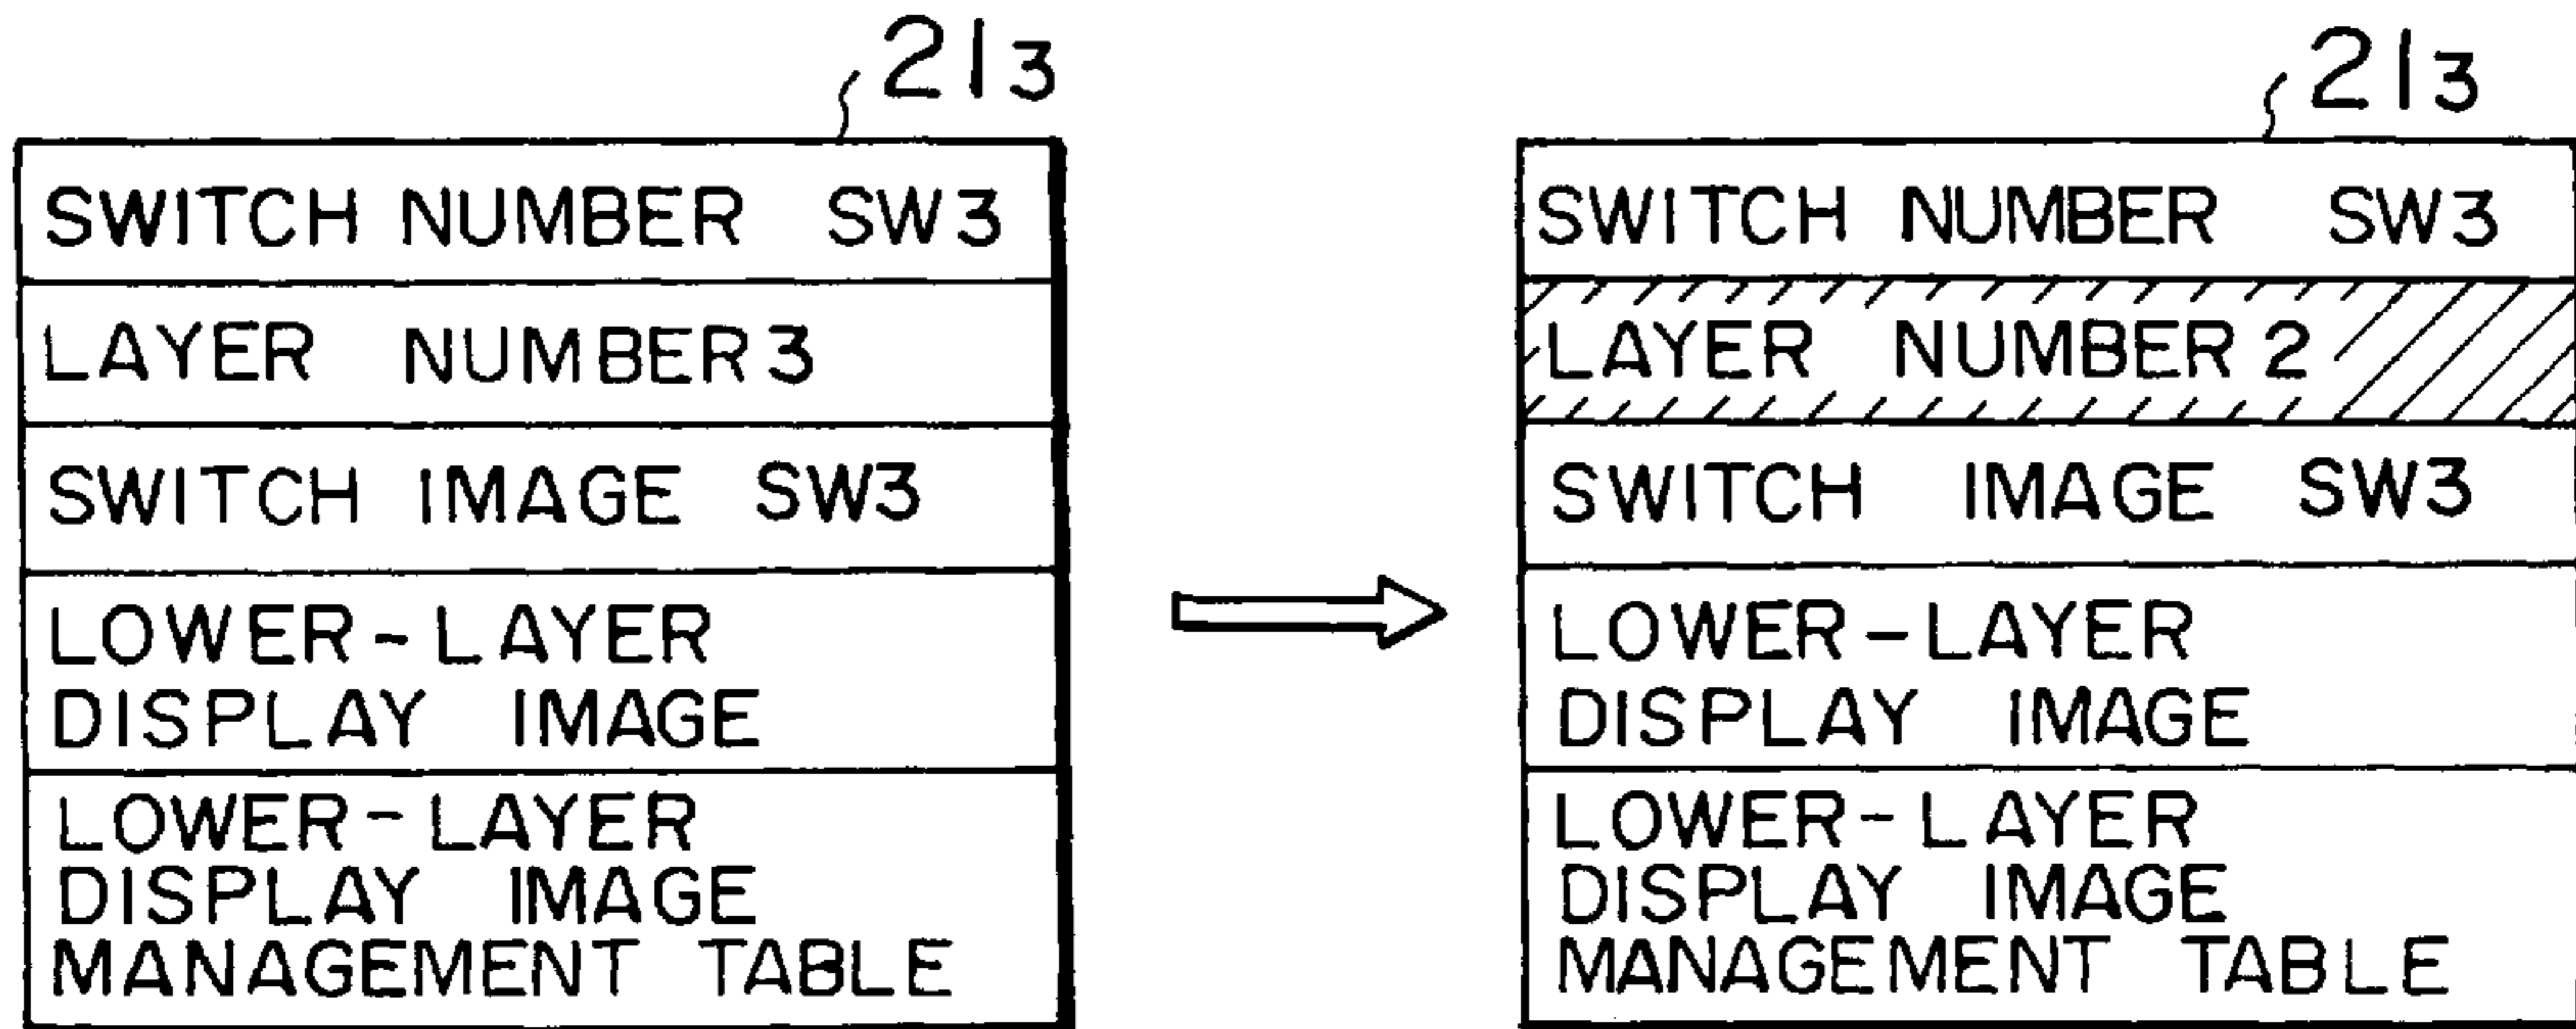 21₃
SWITCH NUMBER SW3
LAYER NUMBER 3
SWITCH IMAGE SW3
LOWER-LAYER
DISPLAY IMAGE
LOWER-LAYER
DISPLAY IMAGE
MANAGEMENT TABLE
21₃
SWITCH NUMBER SW3
LAYER NUMBER 2
SWITCH IMAGE SW3
LOWER-LAYER
DISPLAY IMAGE
LOWER-LAYER
DISPLAY IMAGE
MANAGEMENT TABLE